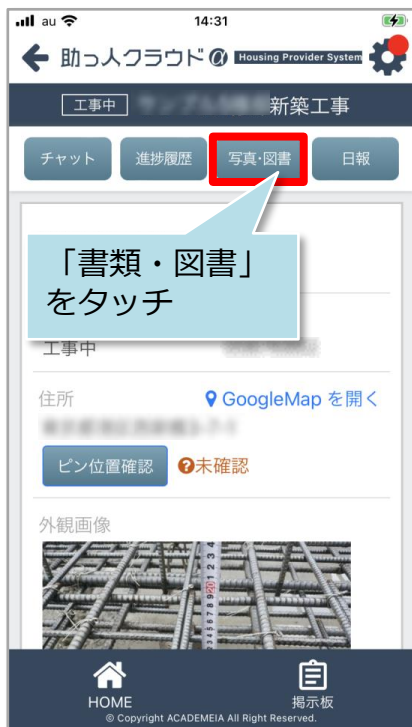 au 14:31
助っ人クラウドα Housing Provider System
工事中 新築工事
チャット 進捗履歴 写真・図書 日報
「書類・図書」
をタッチ
工事中
住所 GoogleMap を開く
ピン位置確認 ?未確認
外観画像
HOME 掲示板
© Copyright ACADEMEIA All Right Reserved.